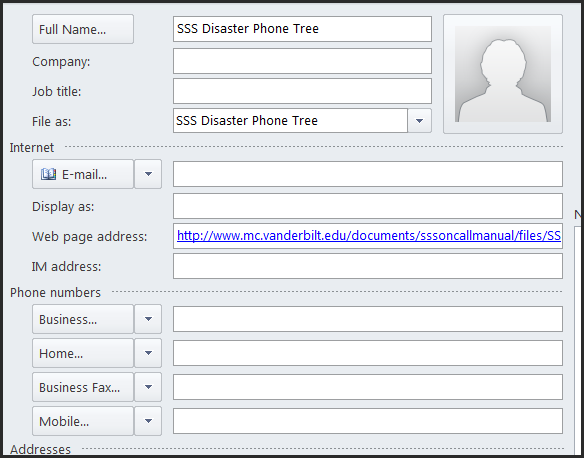 Full Name... SSS Disaster Phone Tree
Company:
Job title:
File as: SSS Disaster Phone Tree
Internet
E-mail...
Display as:
Web page address: http://www.mc.vanderbilt.edu/documents/sssoncallmanual/files/SS
IM address:
Phone numbers
Business...
Home...
Business Fax...
Mobile...
Addresses